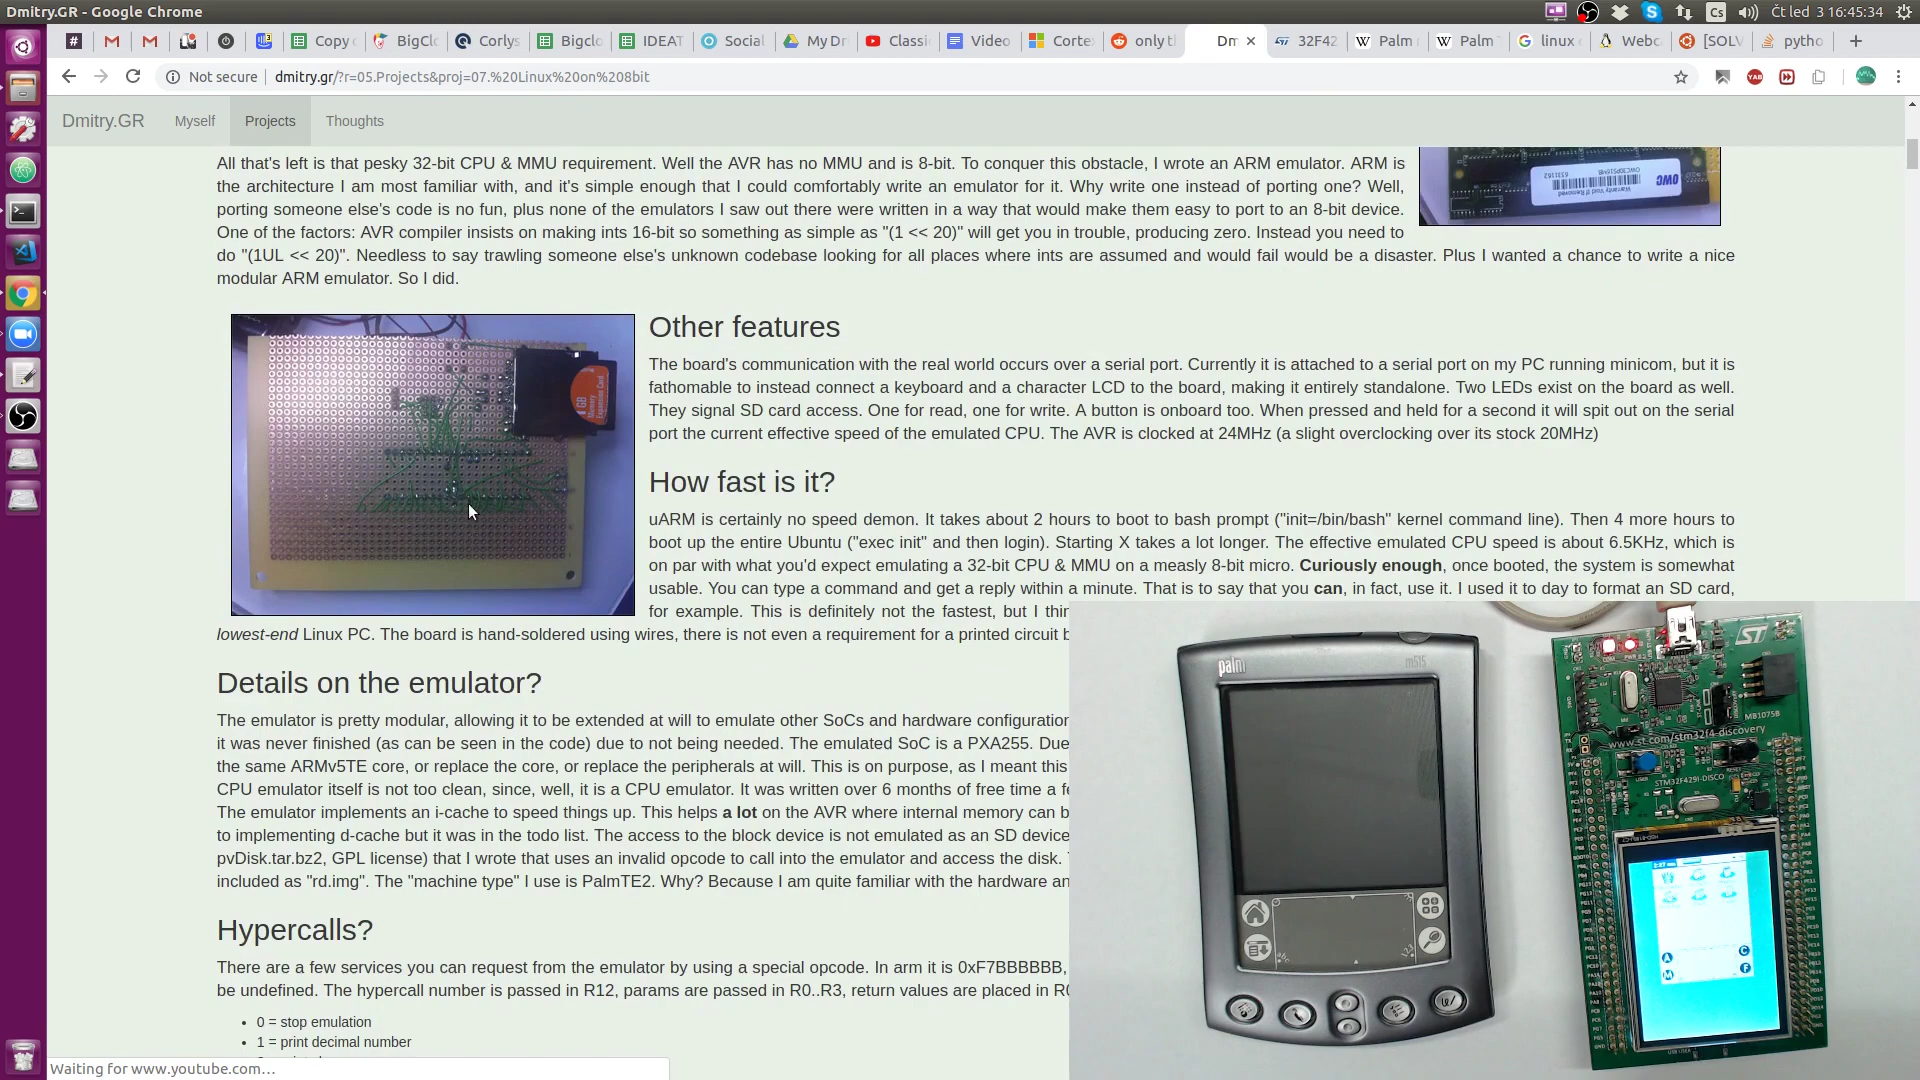 Dmitry.GR - Google Chrome
Cs
Čt led 3 16:45:34
Copy
BigClo
Corlys
Bigclo
IDEAT
Social
My Dr
Classi
Video
Corte
only t
Dm
32F42
Palm
Palm
linux
Webc
[SOLV
pytho
Not secure
dmitry.gr/?r=05.Projects&proj=07.%20Linux%20on%208bit
Dmitry.GR
Myself
Projects
Thoughts
All that's left is that pesky 32-bit CPU & MMU requirement. Well the AVR has no MMU and is 8-bit. To conquer this obstacle, I wrote an ARM emulator. ARM is
the architecture I am most familiar with, and it's simple enough that I could comfortably write an emulator for it. Why write one instead of porting one? Well,
porting someone else's code is no fun, plus none of the emulators I saw out there were written in a way that would make them easy to port to an 8-bit device.
One of the factors: AVR compiler insists on making ints 16-bit so something as simple as "(1 << 20)" will get you in trouble, producing zero. Instead you need to
do "(1UL << 20)". Needless to say trawling someone else's unknown codebase looking for all places where ints are assumed and would fail would be a disaster. Plus I wanted a chance to write a nice
modular ARM emulator. So I did.
OWC
Other features
The board's communication with the real world occurs over a serial port. Currently it is attached to a serial port on my PC running minicom, but it is
fathomable to instead connect a keyboard and a character LCD to the board, making it entirely standalone. Two LEDs exist on the board as well.
They signal SD card access. One for read, one for write. A button is onboard too. When pressed and held for a second it will spit out on the serial
port the current effective speed of the emulated CPU. The AVR is clocked at 24MHz (a slight overclocking over its stock 20MHz)
How fast is it?
uARM is certainly no speed demon. It takes about 2 hours to boot to bash prompt ("init=/bin/bash" kernel command line). Then 4 more hours to
boot up the entire Ubuntu ("exec init" and then login). Starting X takes a lot longer. The effective emulated CPU speed is about 6.5KHz, which is
on par with what you'd expect emulating a 32-bit CPU & MMU on a measly 8-bit micro. Curiously enough, once booted, the system is somewhat
usable. You can type a command and get a reply within a minute. That is to say that you can, in fact, use it. I used it to day to format an SD card,
for example. This is definitely not the fastest, but I thin
lowest-end Linux PC. The board is hand-soldered using wires, there is not even a requirement for a printed circuit b
Details on the emulator?
The emulator is pretty modular, allowing it to be extended at will to emulate other SoCs and hardware configuration
it was never finished (as can be seen in the code) due to not being needed. The emulated SoC is a PXA255. Due
the same ARMv5TE core, or replace the core, or replace the peripherals at will. This is on purpose, as I meant this
CPU emulator itself is not too clean, since, well, it is a CPU emulator. It was written over 6 months of free time a fe
The emulator implements an i-cache to speed things up. This helps a lot on the AVR where internal memory can b
to implementing d-cache but it was in the todo list. The access to the block device is not emulated as an SD device
pvDisk.tar.bz2, GPL license) that I wrote that uses an invalid opcode to call into the emulator and access the disk.
included as "rd.img". The "machine type" I use is PalmTE2. Why? Because I am quite familiar with the hardware an
Hypercalls?
There are a few services you can request from the emulator by using a special opcode. In arm it is 0xF7BBBBBB,
be undefined. The hypercall number is passed in R12, params are passed in R0..R3, return values are placed in R0
• 0 = stop emulation
• 1 = print decimal number
Waiting for www.youtube.com…
palm
m515
ST
MB1075B
www.st.com/stm32f4-discovery
STM32F429I-DISCO
A
C
M
F